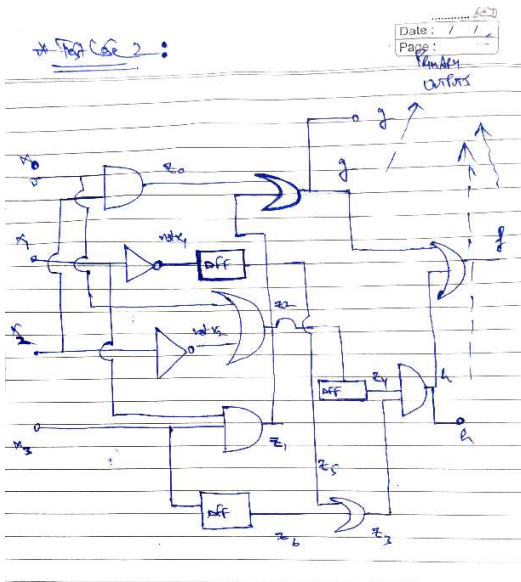 Date : / /
Page :
* Test Case 2 :
PRIMARY
OUTPUTS
g
x0
z0
g
x1
not x1
Dff
f
z2
x2
not x2
Dff
z4
h
x3
z1
h
z5
Dff
z6
z3